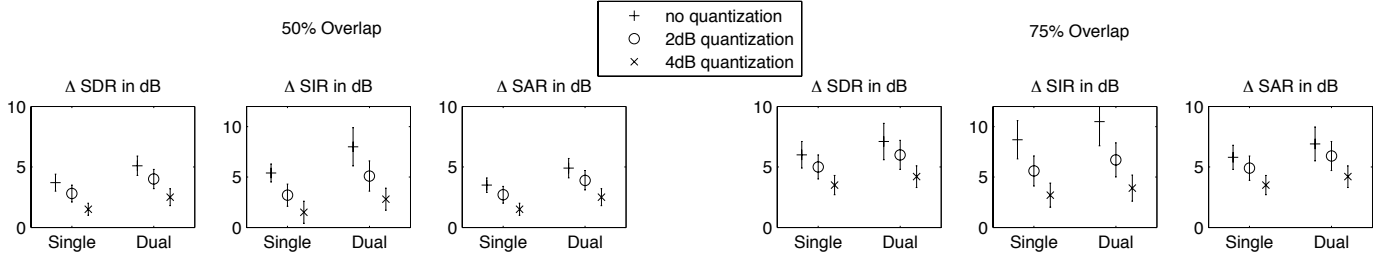 50% Overlap
no quantization
2dB quantization
4dB quantization
75% Overlap
Δ SDR in dB
10
5
0
Single Dual
Δ SIR in dB
10
5
0
Single Dual
Δ SAR in dB
10
5
0
Single Dual
Δ SDR in dB
10
5
0
Single Dual
Δ SIR in dB
10
5
0
Single Dual
Δ SAR in dB
10
5
0
Single Dual